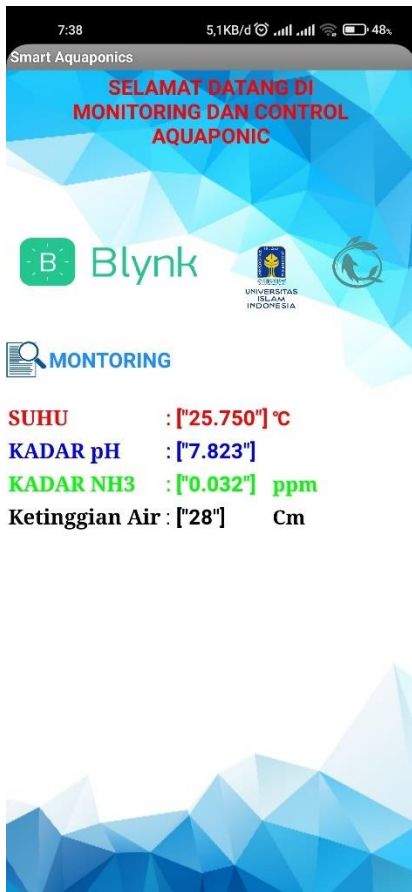 7:38 5,1KB/d 48%
Smart Aquaponics
SELAMAT DATANG DI
MONITORING DAN CONTROL
AQUAPONIC
B Blynk
UNIVERSITAS
ISLAM
INDONESIA
MONTORING
SUHU : ["25.750"] °C
KADAR pH : ["7.823"]
KADAR NH3 : ["0.032"] ppm
Ketinggian Air : ["28"] Cm